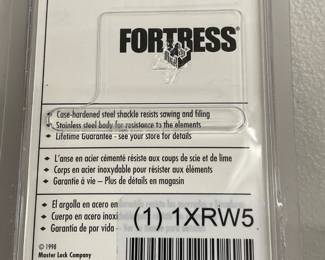 FORTRESS®
• Case-hardened steel shackle resists sawing and filing
• Stainless steel body for resistance to the elements
• Lifetime Guarantee - see your store for details
• L'anse en acier cémenté résiste aux coups de scie et de lime
• Corps en acier inoxydable pour résister aux éléments
• Garantie à vie – Plus de détails en magasin
• El argolla en acero
• Cuerpo en acero
• Garantía de por vida -
(1) 1XRW5
© 1998
Master Lock Company